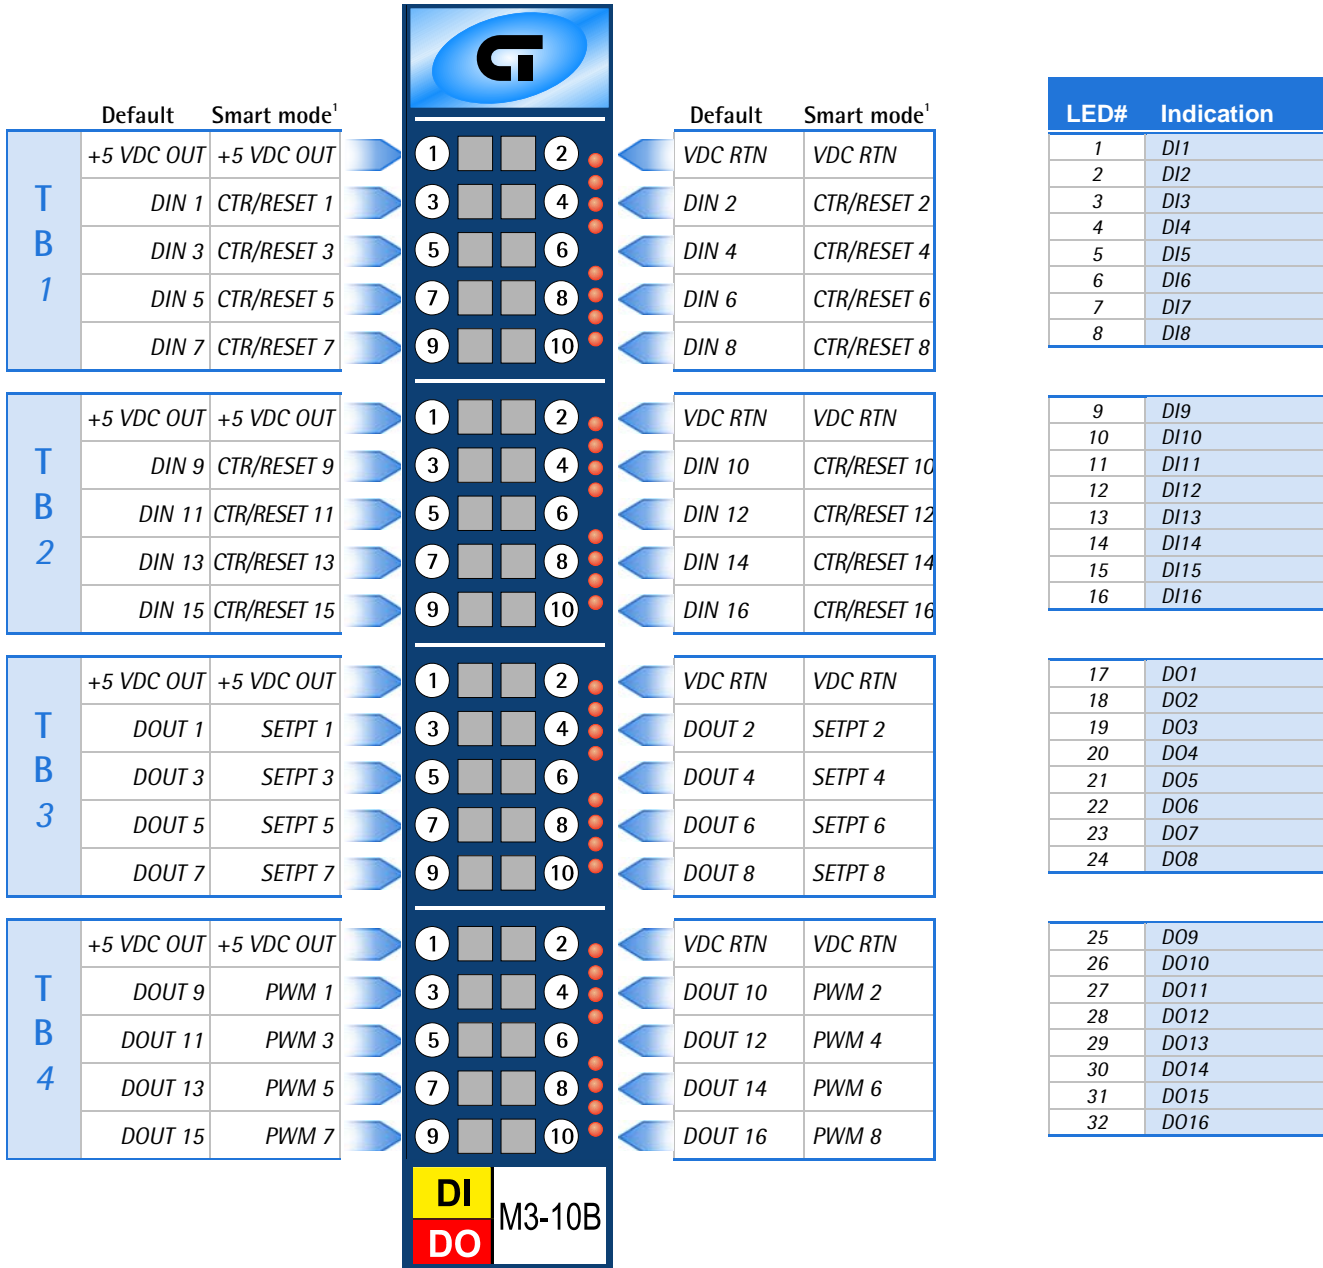 CT
Default Smart mode¹ Default Smart mode¹ LED# Indication
TB1
+5 VDC OUT +5 VDC OUT 1 2 VDC RTN VDC RTN
DIN 1 CTR/RESET 1 3 4 DIN 2 CTR/RESET 2
DIN 3 CTR/RESET 3 5 6 DIN 4 CTR/RESET 4
DIN 5 CTR/RESET 5 7 8 DIN 6 CTR/RESET 6
DIN 7 CTR/RESET 7 9 10 DIN 8 CTR/RESET 8
1 DI1
2 DI2
3 DI3
4 DI4
5 DI5
6 DI6
7 DI7
8 DI8
TB2
+5 VDC OUT +5 VDC OUT 1 2 VDC RTN VDC RTN
DIN 9 CTR/RESET 9 3 4 DIN 10 CTR/RESET 10
DIN 11 CTR/RESET 11 5 6 DIN 12 CTR/RESET 12
DIN 13 CTR/RESET 13 7 8 DIN 14 CTR/RESET 14
DIN 15 CTR/RESET 15 9 10 DIN 16 CTR/RESET 16
9 DI9
10 DI10
11 DI11
12 DI12
13 DI13
14 DI14
15 DI15
16 DI16
TB3
+5 VDC OUT +5 VDC OUT 1 2 VDC RTN VDC RTN
DOUT 1 SETPT 1 3 4 DOUT 2 SETPT 2
DOUT 3 SETPT 3 5 6 DOUT 4 SETPT 4
DOUT 5 SETPT 5 7 8 DOUT 6 SETPT 6
DOUT 7 SETPT 7 9 10 DOUT 8 SETPT 8
17 DO1
18 DO2
19 DO3
20 DO4
21 DO5
22 DO6
23 DO7
24 DO8
TB4
+5 VDC OUT +5 VDC OUT 1 2 VDC RTN VDC RTN
DOUT 9 PWM 1 3 4 DOUT 10 PWM 2
DOUT 11 PWM 3 5 6 DOUT 12 PWM 4
DOUT 13 PWM 5 7 8 DOUT 14 PWM 6
DOUT 15 PWM 7 9 10 DOUT 16 PWM 8
25 DO9
26 DO10
27 DO11
28 DO12
29 DO13
30 DO14
31 DO15
32 DO16
DI
DO
M3-10B